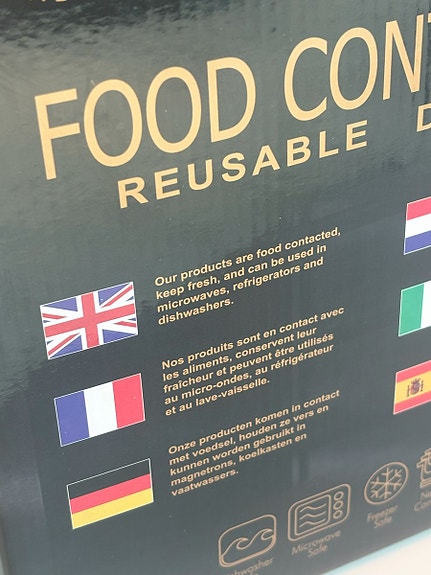 FOOD CON
REUSABLE D
Our products are food contacted,
keep fresh, and can be used in
microwaves, refrigerators and
dishwashers.
Nos produits sont en contact avec
les aliments, conservent leur
fraîcheur et peuvent être utilisés
au micro-ondes, au réfrigérateur
et au lave-vaisselle.
Onze producten komen in contact
met voedsel, houden ze vers en
kunnen worden gebruikt in
magnetrons, koelkasten en
vaatwassers.
Microwave
Safe
Freezer
Safe